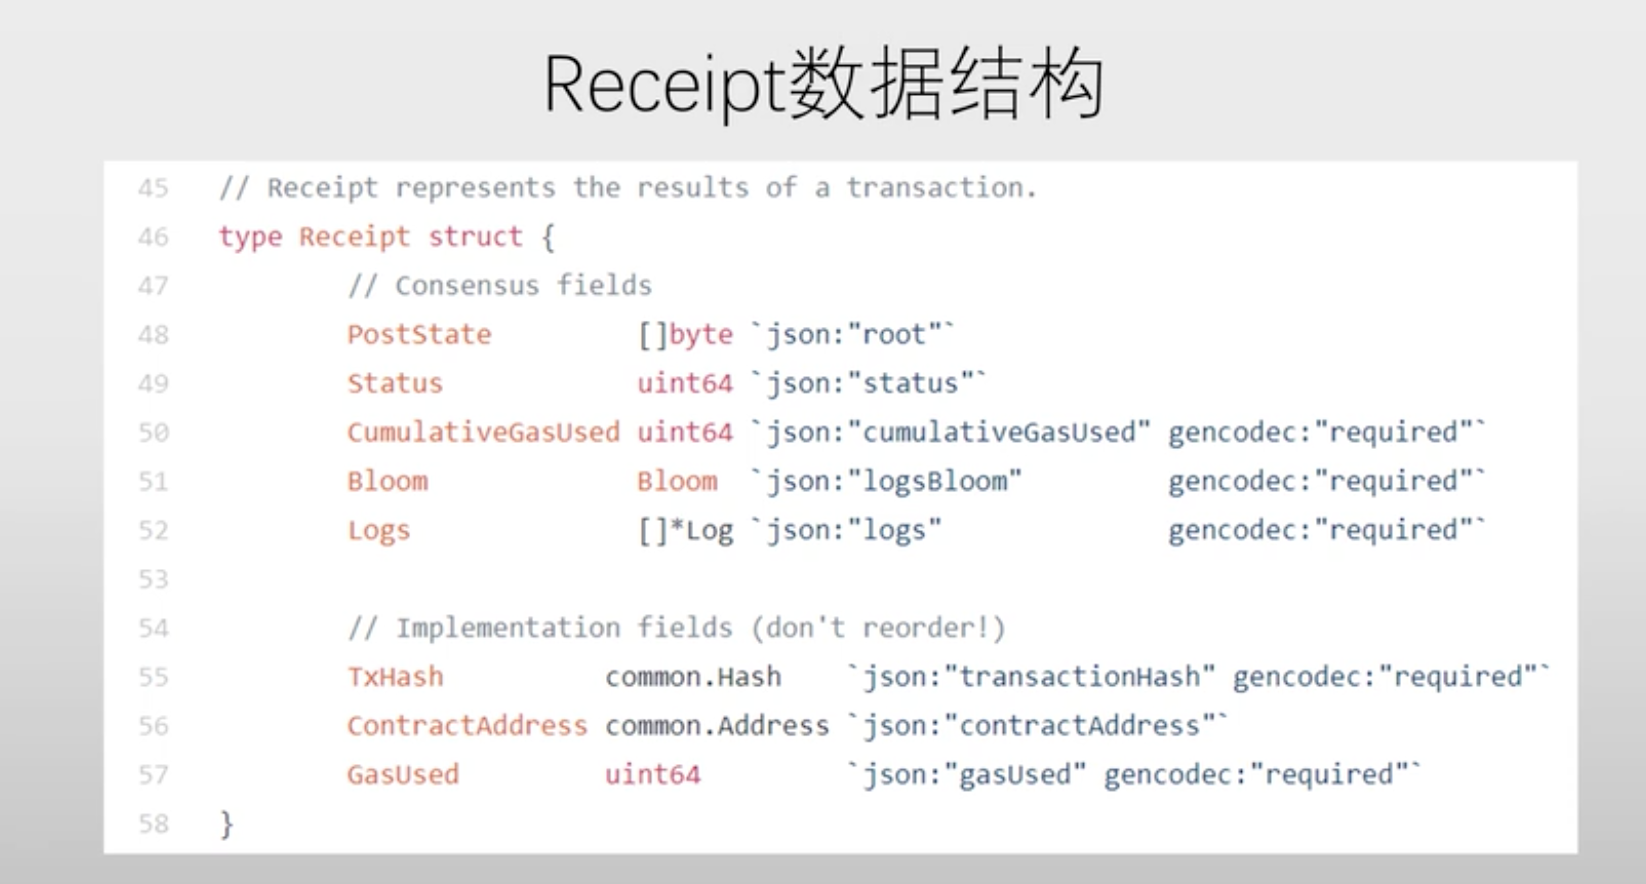 Receipt数据结构
45 // Receipt represents the results of a transaction.
46 type Receipt struct {
47 // Consensus fields
48 PostState []byte `json:"root"`
49 Status uint64 `json:"status"`
50 CumulativeGasUsed uint64 `json:"cumulativeGasUsed" gencodec:"required"`
51 Bloom Bloom `json:"logsBloom" gencodec:"required"`
52 Logs []*Log `json:"logs" gencodec:"required"`
53
54 // Implementation fields (don't reorder!)
55 TxHash common.Hash `json:"transactionHash" gencodec:"required"`
56 ContractAddress common.Address `json:"contractAddress"`
57 GasUsed uint64 `json:"gasUsed" gencodec:"required"`
58 }